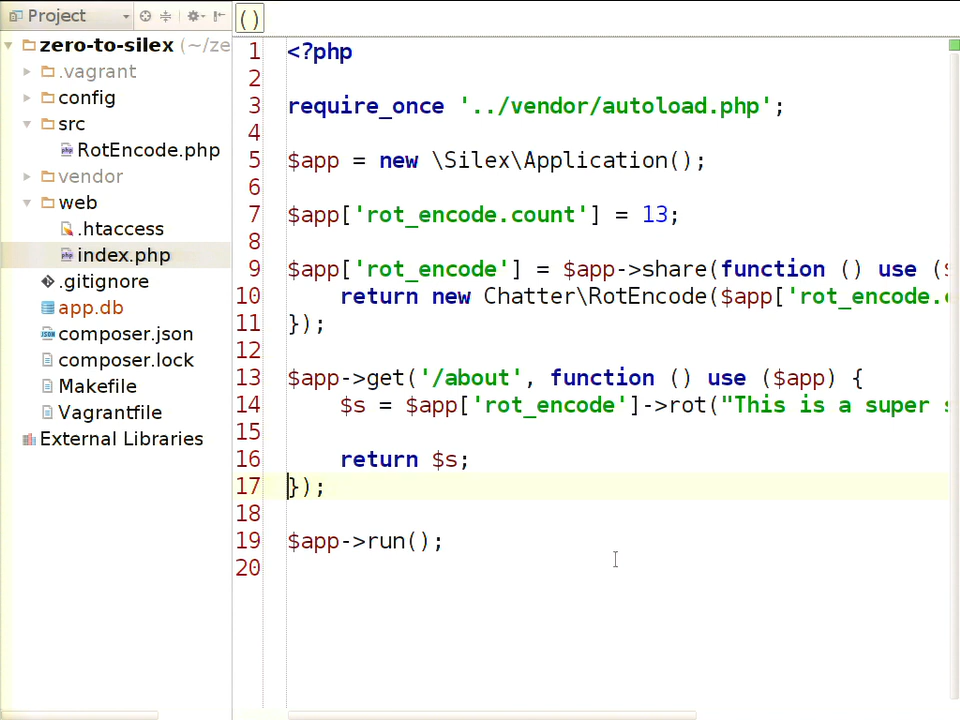 Project
()
zero-to-silex (~/ze
.vagrant
config
src
RotEncode.php
vendor
web
.htaccess
index.php
.gitignore
app.db
composer.json
composer.lock
Makefile
Vagrantfile
External Libraries
1 <?php
2
3 require_once '../vendor/autoload.php';
4
5 $app = new \Silex\Application();
6
7 $app['rot_encode.count'] = 13;
8
9 $app['rot_encode'] = $app->share(function () use ($
10 return new Chatter\RotEncode($app['rot_encode.
11 });
12
13 $app->get('/about', function () use ($app) {
14 $s = $app['rot_encode']->rot("This is a super s
15
16 return $s;
17 });
18
19 $app->run();
20